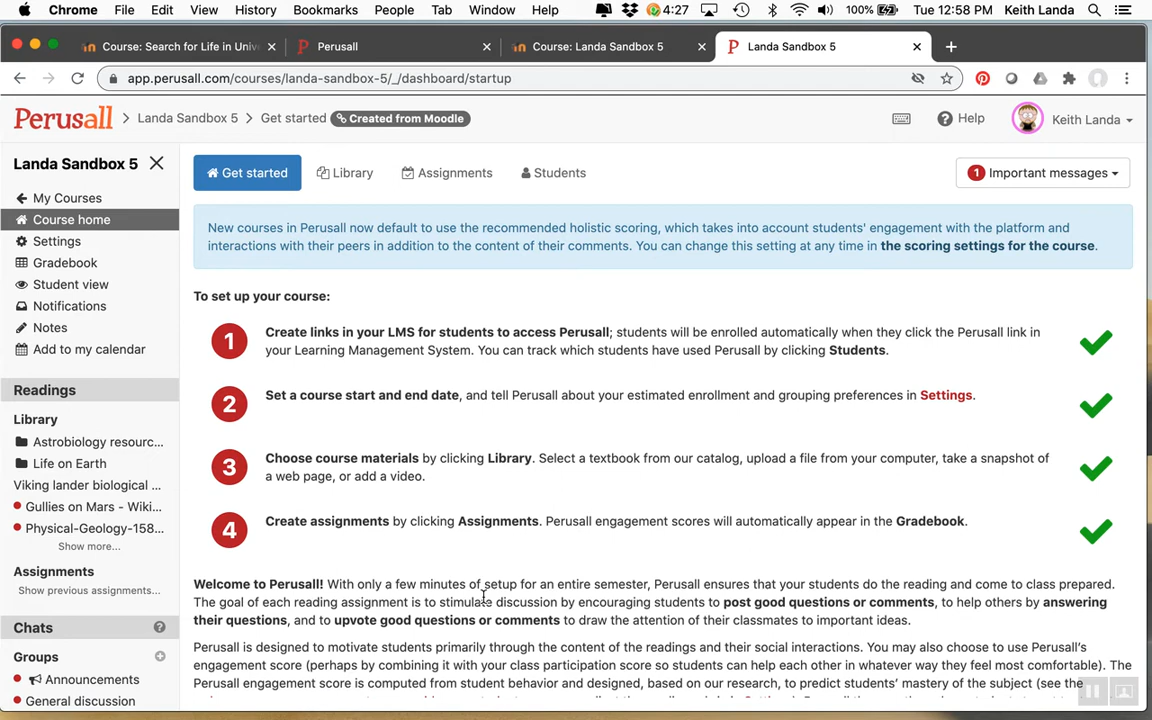 Chrome File Edit View History Bookmarks People Tab Window Help 4:27 100% Tue 12:58 PM Keith Landa
Course: Search for Life in Univ Perusall Course: Landa Sandbox 5 Landa Sandbox 5
app.perusall.com/courses/landa-sandbox-5/_/dashboard/startup
Perusall Landa Sandbox 5 Get started Created from Moodle Help Keith Landa
Landa Sandbox 5
My Courses
Course home
Settings
Gradebook
Student view
Notifications
Notes
Add to my calendar
Readings
Library
Astrobiology resourc...
Life on Earth
Viking lander biological ...
Gullies on Mars - Wiki...
Physical-Geology-158...
Show more...
Assignments
Show previous assignments...
Chats
Groups
Announcements
General discussion
Get started Library Assignments Students 1 Important messages
New courses in Perusall now default to use the recommended holistic scoring, which takes into account students' engagement with the platform and
interactions with their peers in addition to the content of their comments. You can change this setting at any time in the scoring settings for the course.
To set up your course:
1 Create links in your LMS for students to access Perusall; students will be enrolled automatically when they click the Perusall link in
your Learning Management System. You can track which students have used Perusall by clicking Students.
2 Set a course start and end date, and tell Perusall about your estimated enrollment and grouping preferences in Settings.
3 Choose course materials by clicking Library. Select a textbook from our catalog, upload a file from your computer, take a snapshot of
a web page, or add a video.
4 Create assignments by clicking Assignments. Perusall engagement scores will automatically appear in the Gradebook.
Welcome to Perusall! With only a few minutes of setup for an entire semester, Perusall ensures that your students do the reading and come to class prepared.
The goal of each reading assignment is to stimulate discussion by encouraging students to post good questions or comments, to help others by answering
their questions, and to upvote good questions or comments to draw the attention of their classmates to important ideas.
Perusall is designed to motivate students primarily through the content of the readings and their social interactions. You may also choose to use Perusall's
engagement score (perhaps by combining it with your class participation score so students can help each other in whatever way they feel most comfortable). The
Perusall engagement score is computed from student behavior and designed, based on our research, to predict students' mastery of the subject (see the